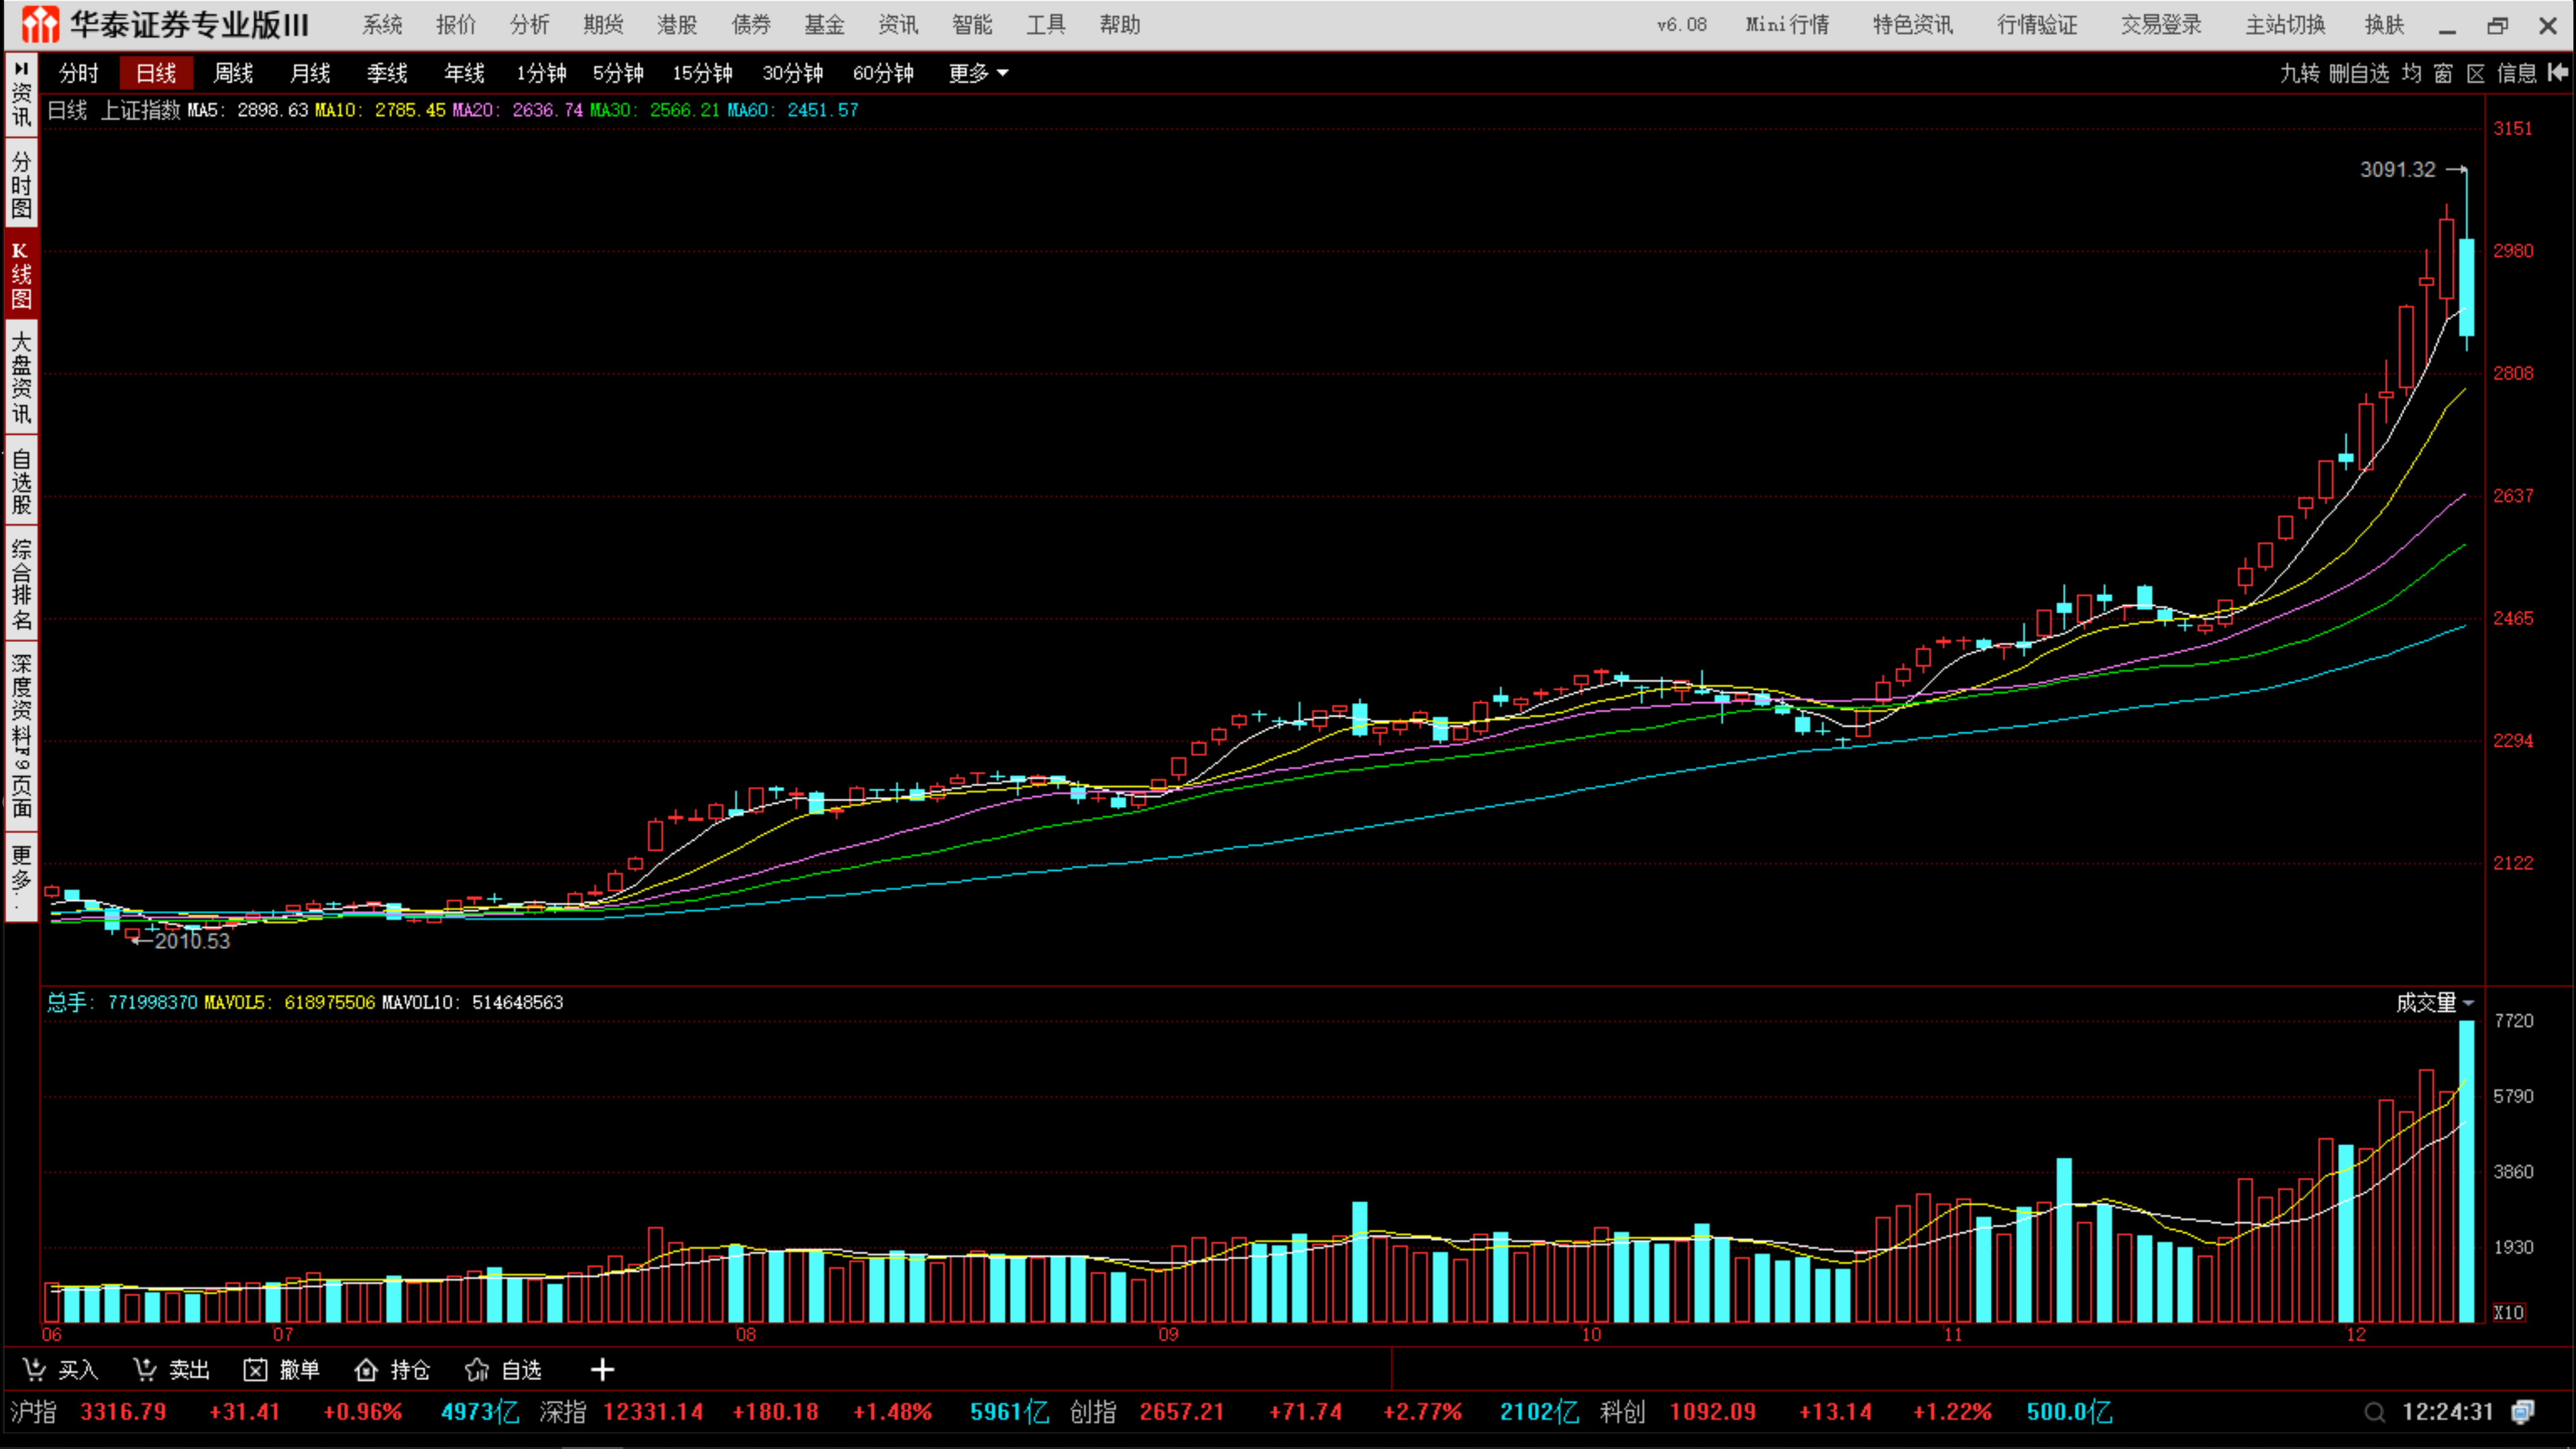 华泰证券专业版III 系统 报价 分析 期货 港股 债券 基金 资讯 智能 工具 帮助 v6.08 Mini行情 特色资讯 行情验证 交易登录 主站切换 换肤
分时 日线 周线 月线 季线 年线 1分钟 5分钟 15分钟 30分钟 60分钟 更多 九转 删自选 均 窗 区 信息
资讯
分时图
K线图
大盘资讯
自选股
综合排名
深度资料F9页面
更多.
日线 上证指数 MA5: 2898.63 MA10: 2785.45 MA20: 2636.74 MA30: 2566.21 MA60: 2451.57
3151
3091.32
2980
2808
2637
2465
2294
2122
2010.53
总手: 771998370 MAVOL5: 618975506 MAVOL10: 514648563 成交量
7720
5790
3860
1930
X10
06 07 08 09 10 11 12
买入 卖出 撤单 持仓 自选 +
沪指 3316.79 +31.41 +0.96% 4973亿 深指 12331.14 +180.18 +1.48% 5961亿 创指 2657.21 +71.74 +2.77% 2102亿 科创 1092.09 +13.14 +1.22% 500.0亿 12:24:31